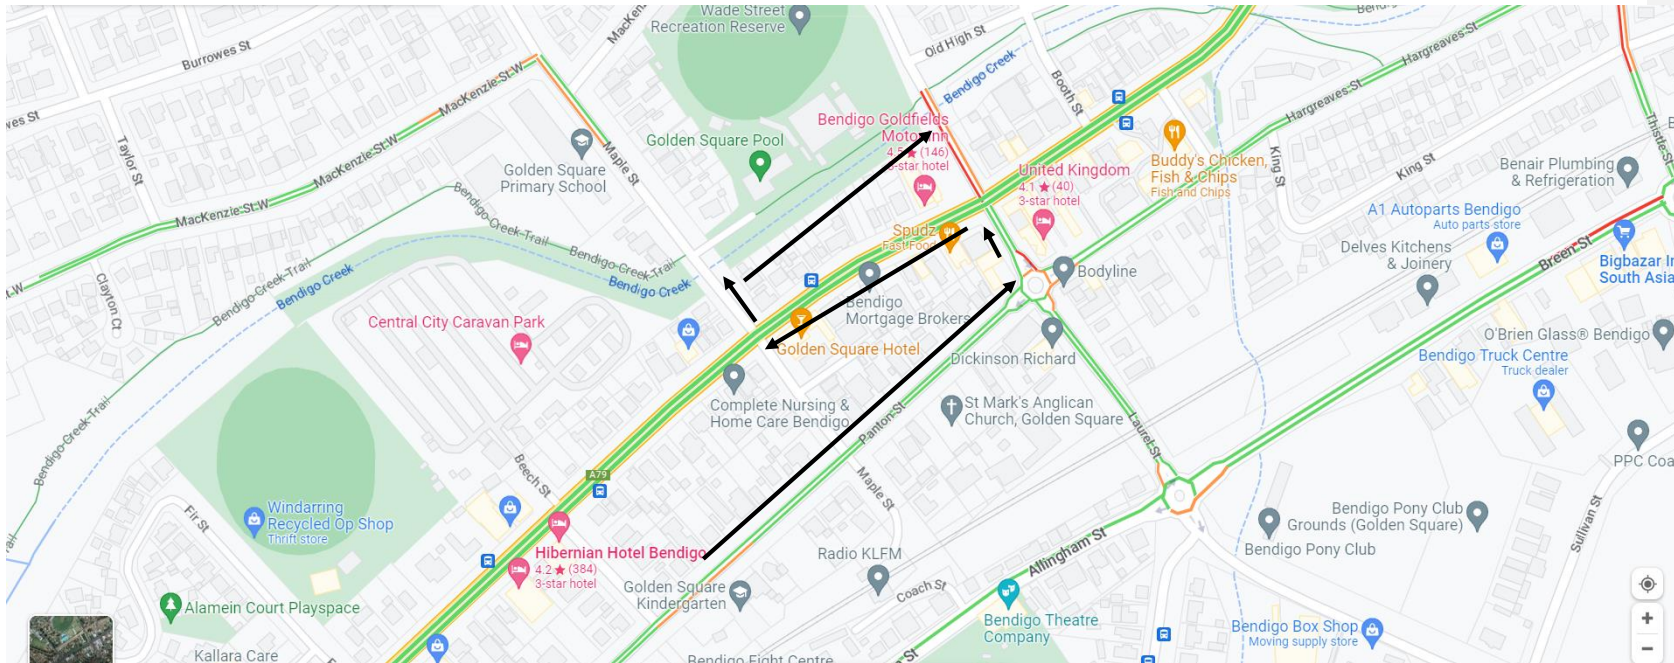 Wade Street
Recreation Reserve
MacKen
Old High St
Bendigo Creek
Burrowes St
MacKenzie St W
Booth St
Hargreaves St
wes St
Taylor St
Golden Square
Primary School
Maple St
Golden Square Pool
Bendigo Goldfields
4.5 ★ (146)
3-star hotel
United Kingdom
4.1 ★ (40)
3-star hotel
Buddy's Chicken,
Fish & Chips
Fish and Chips
King St
King St
Hargreaves St
Thistle St
Benair Plumbing
& Refrigeration
A1 Autoparts Bendigo
Auto parts store
MacKenzie St W
MacKenzie St W
Bendigo Creek Trail
Bendigo Creek Trail
Bendigo Creek Trail
Bendigo Creek
Bendigo Creek
Clayton Ct
Spudz
Fast Food
Bodyline
Delves Kitchens
& Joinery
Breen St
Bigbazar In
South Asia
Bendigo
Mortgage Brokers
Central City Caravan Park
Golden Square Hotel
Dickinson Richard
O'Brien Glass® Bendigo
Bendigo Truck Centre
Truck dealer
Complete Nursing &
Home Care Bendigo
Panton St
St Mark's Anglican
Church, Golden Square
Laurel St
Bendigo Creek Trail
Beech St
A79
Maple St
PPC Coa
Windarring
Recycled Op Shop
Thrift store
Fir St
Bendigo Pony Club
Grounds (Golden Square)
Bendigo Pony Club
Sullivan St
Hibernian Hotel Bendigo
4.2 ★ (384)
3-star hotel
Radio KLFM
Allingham St
Golden Square
Kindergarten
Coach St
Alamein Court Playspace
Bendigo Theatre
Company
Bendigo Box Shop
Moving supply store
Kallara Care
Bendigo Fight Centre